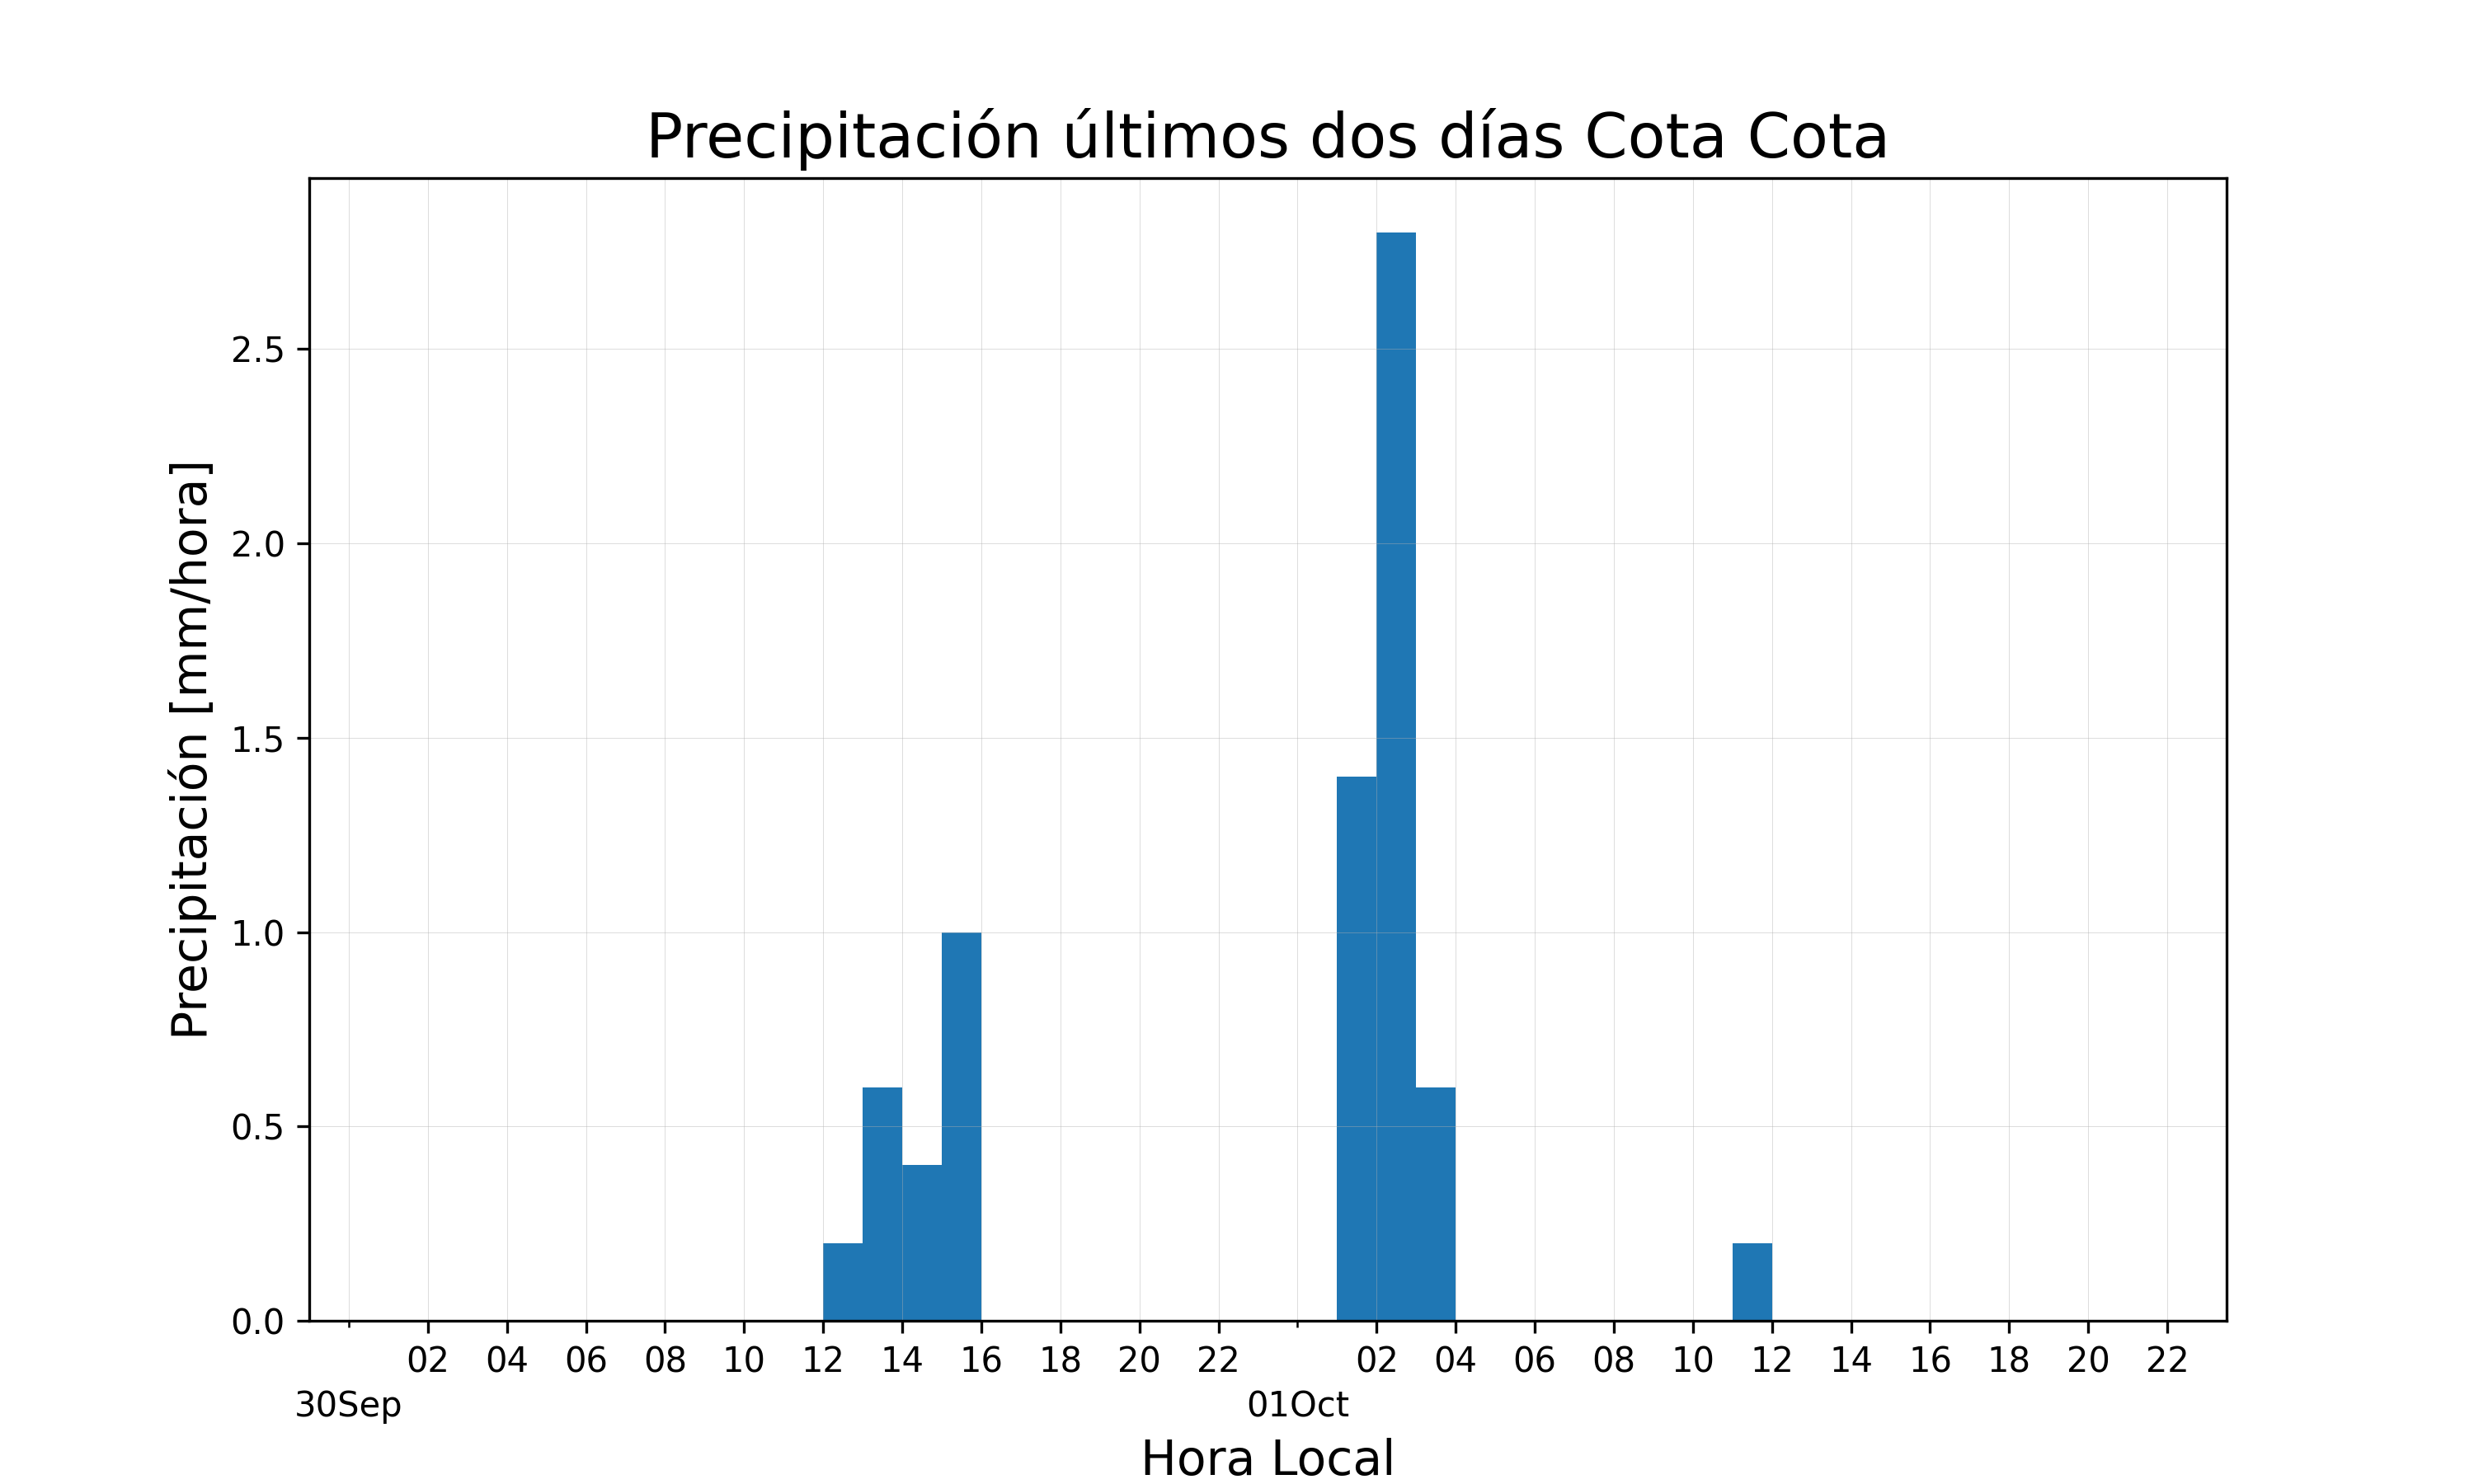 Precipitación últimos dos días Cota Cota
Precipitación [mm/hora]
2.5
2.0
1.5
1.0
0.5
0.0
02 04 06 08 10 12 14 16 18 20 22 02 04 06 08 10 12 14 16 18 20 22
30Sep 01Oct
Hora Local